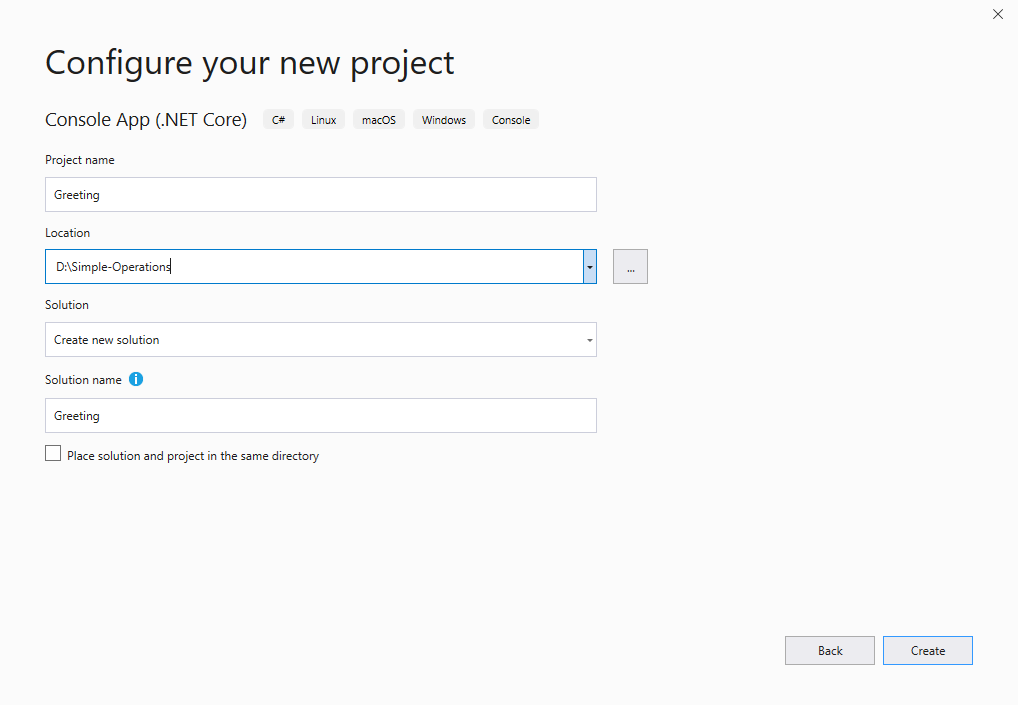 Configure your new project
Console App (.NET Core) C# Linux macOS Windows Console
Project name
Greeting
Location
D:\Simple-Operations
...
Solution
Create new solution
Solution name
Greeting
Place solution and project in the same directory
Back Create